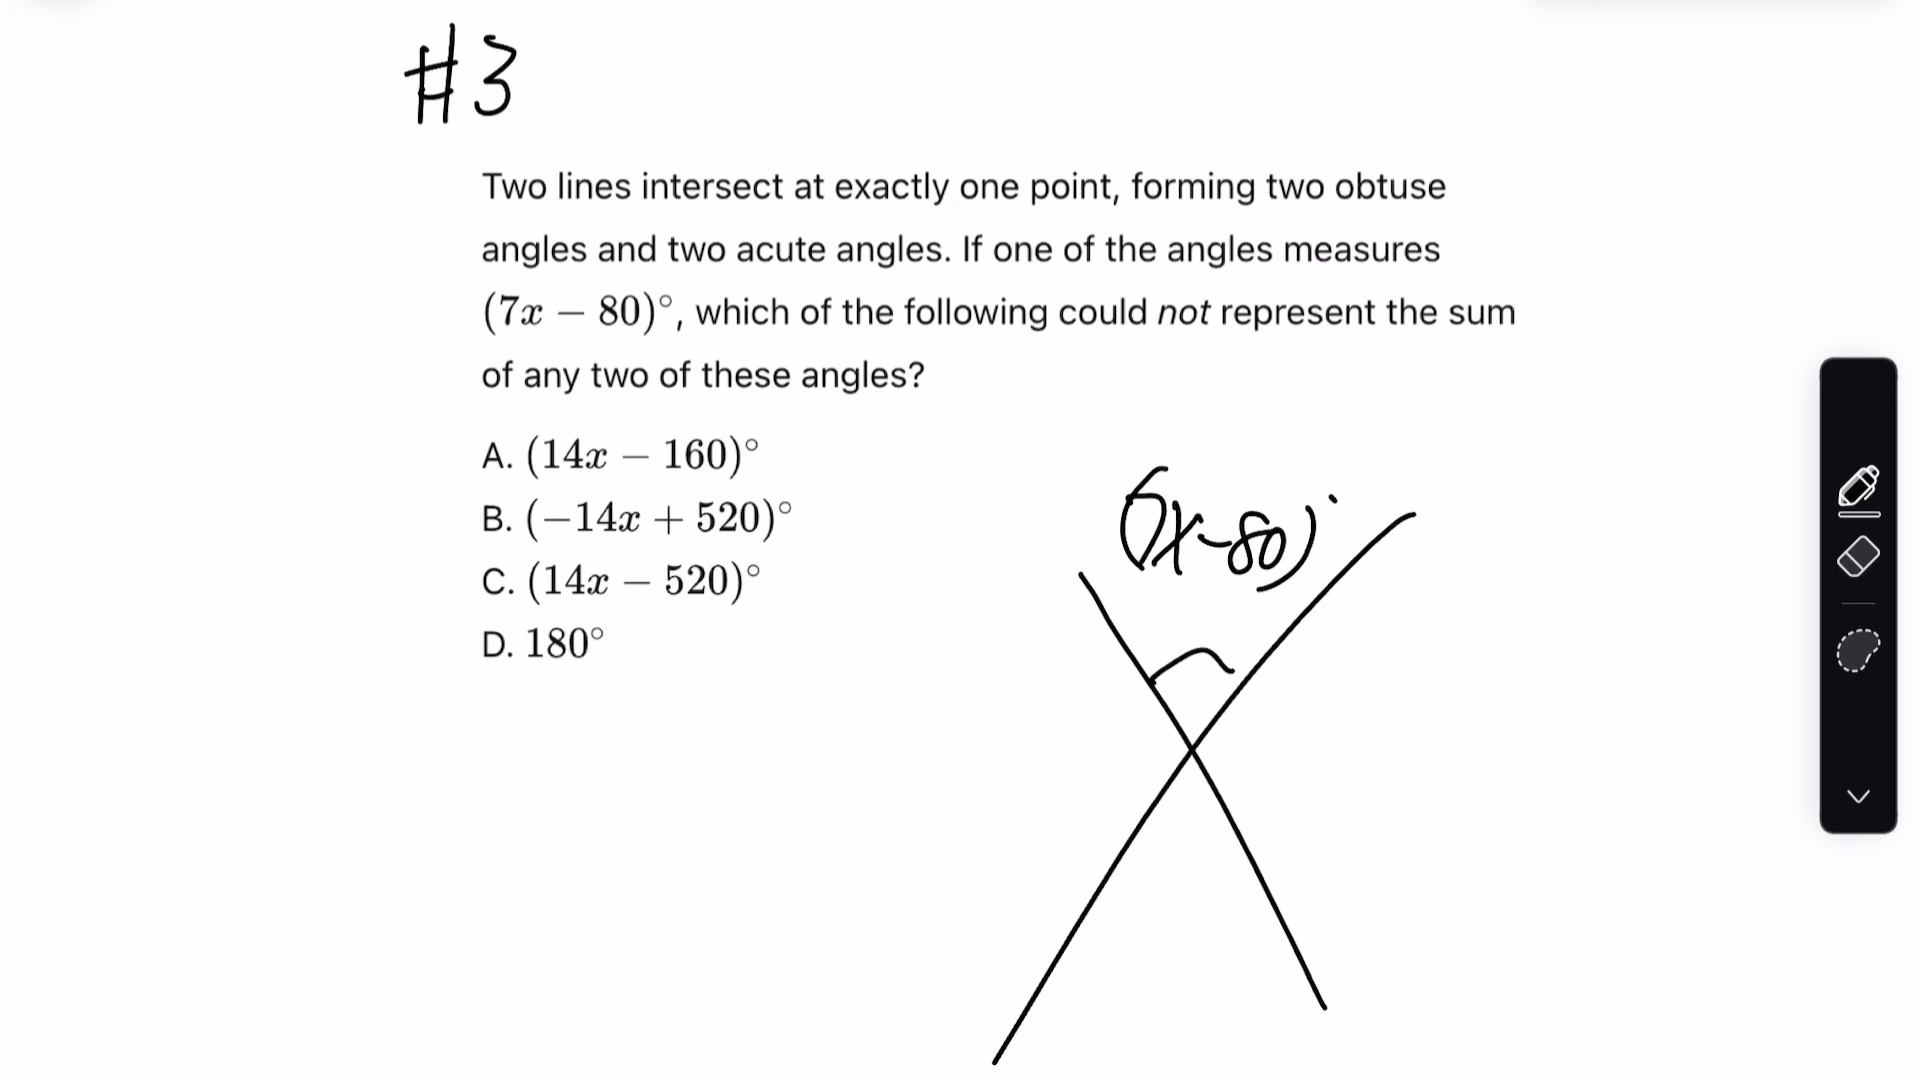 #3
Two lines intersect at exactly one point, forming two obtuse
angles and two acute angles. If one of the angles measures
(7x − 80)°, which of the following could not represent the sum
of any two of these angles?
A. (14x − 160)°
B. (−14x + 520)°
C. (14x − 520)°
D. 180°
(7x-80)°